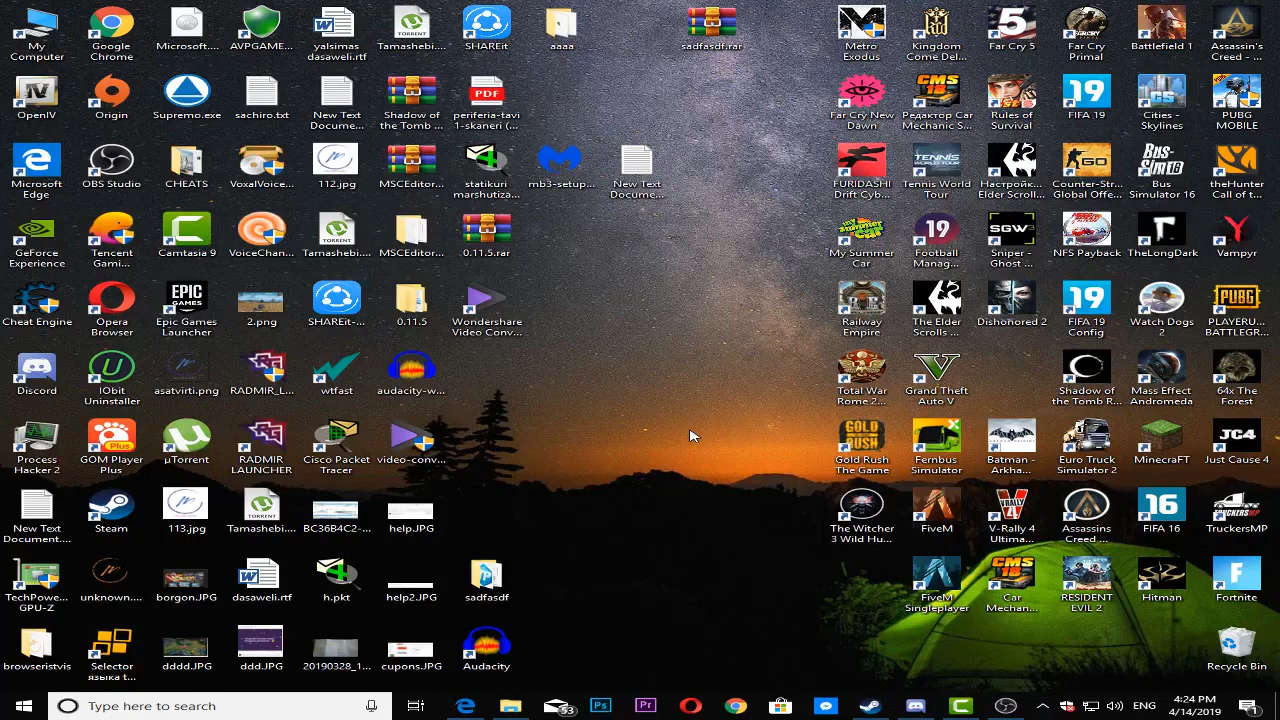 My
Computer
Google
Chrome
Microsoft....
AVPGAME...
yalsimas
dasaweli.rtf
Tamashebi...
SHAREit
aaaa
sadfasdf.rar
Metro
Exodus
Kingdom
Come Del...
Far Cry 5
Far Cry
Primal
Battlefield 1
Assassin's
Creed - ...
OpenIV
Origin
Supremo.exe
sachiro.txt
New Text
Docume...
Shadow of
the Tomb ...
periferia-tavi
1-skaneri (...
Far Cry New
Dawn
Редактор Car
Mechanic S...
Rules of
Survival
FIFA 19
Cities -
Skylines
PUBG
MOBILE
Microsoft
Edge
OBS Studio
CHEATS
VoxalVoice...
112.jpg
MSCEditor...
statikuri
marshutiza...
mb3-setup...
New Text
Docume...
FURIDASHI
Drift Cyb...
Tennis World
Tour
Настройк...
Elder Scroll...
Counter-Str...
Global Offe...
Bus
Simulator 16
theHunter
Call of t...
GeForce
Experience
Tencent
Gami...
Camtasia 9
VoiceChan...
Tamashebi...
MSCEditor...
0.11.5.rar
My Summer
Car
Football
Manag...
Sniper -
Ghost ...
NFS Payback
TheLongDark
Vampyr
Cheat Engine
Opera
Browser
Epic Games
Launcher
2.png
SHAREit-...
0.11.5
Wondershare
Video Conv...
Railway
Empire
The Elder
Scrolls ...
Dishonored 2
FIFA 19
Config
Watch Dogs
2
PLAYERU...
BATTLEGR...
Discord
IObit
Uninstaller
asatvirti.png
RADMIR_L...
wtfast
audacity-w...
Total War
Rome 2...
Grand Theft
Auto V
Shadow of
the Tomb R...
Mass Effect
Andromeda
64x The
Forest
Process
Hacker 2
GOM Player
Plus
µTorrent
RADMIR
LAUNCHER
Cisco Packet
Tracer
video-conv...
Gold Rush
The Game
Fernbus
Simulator
Batman -
Arkha...
Euro Truck
Simulator 2
MinecraFT
Just Cause 4
New Text
Document....
Steam
113.jpg
Tamashebi...
BC36B4C2-...
help.JPG
The Witcher
3 Wild Hu...
FiveM
V-Rally 4
Ultima...
Assassins
Creed ...
FIFA 16
TruckersMP
TechPowe...
GPU-Z
unknown....
borgon.JPG
dasaweli.rtf
h.pkt
help2.JPG
sadfasdf
FiveM
Singleplayer
Car
Mechan...
RESIDENT
EVIL 2
Hitman
Fortnite
browseristvis
Selector
языка t...
dddd.JPG
ddd.JPG
20190328_1...
cupons.JPG
Audacity
Recycle Bin
Type here to search
53
Ps
Pr
ENG
4:24 PM
4/14/2019
1